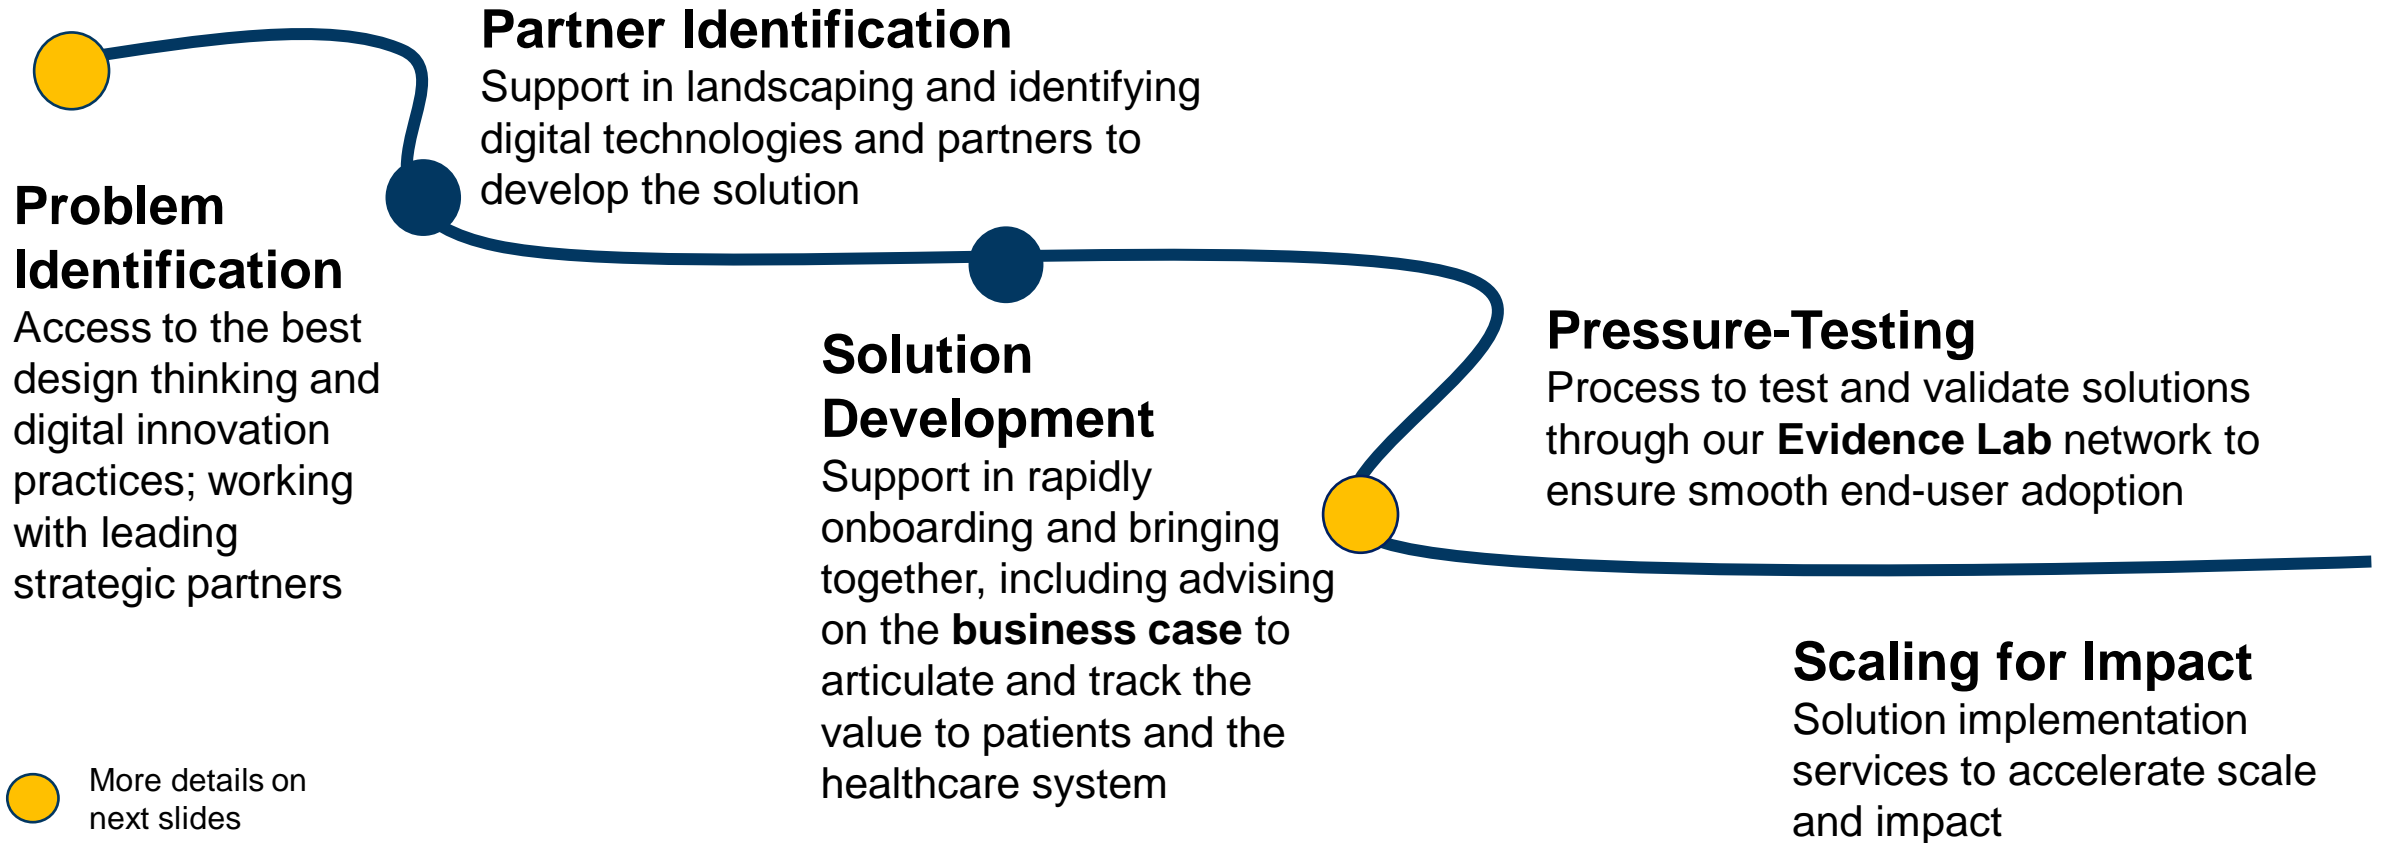 Partner Identification
Support in landscaping and identifying
digital technologies and partners to
develop the solution
Problem
Identification
Access to the best
design thinking and
digital innovation
practices; working
with leading
strategic partners
Solution
Development
Support in rapidly
onboarding and bringing
together, including advising
on the business case to
articulate and track the
value to patients and the
healthcare system
Pressure-Testing
Process to test and validate solutions
through our Evidence Lab network to
ensure smooth end-user adoption
Scaling for Impact
Solution implementation
services to accelerate scale
and impact
More details on
next slides